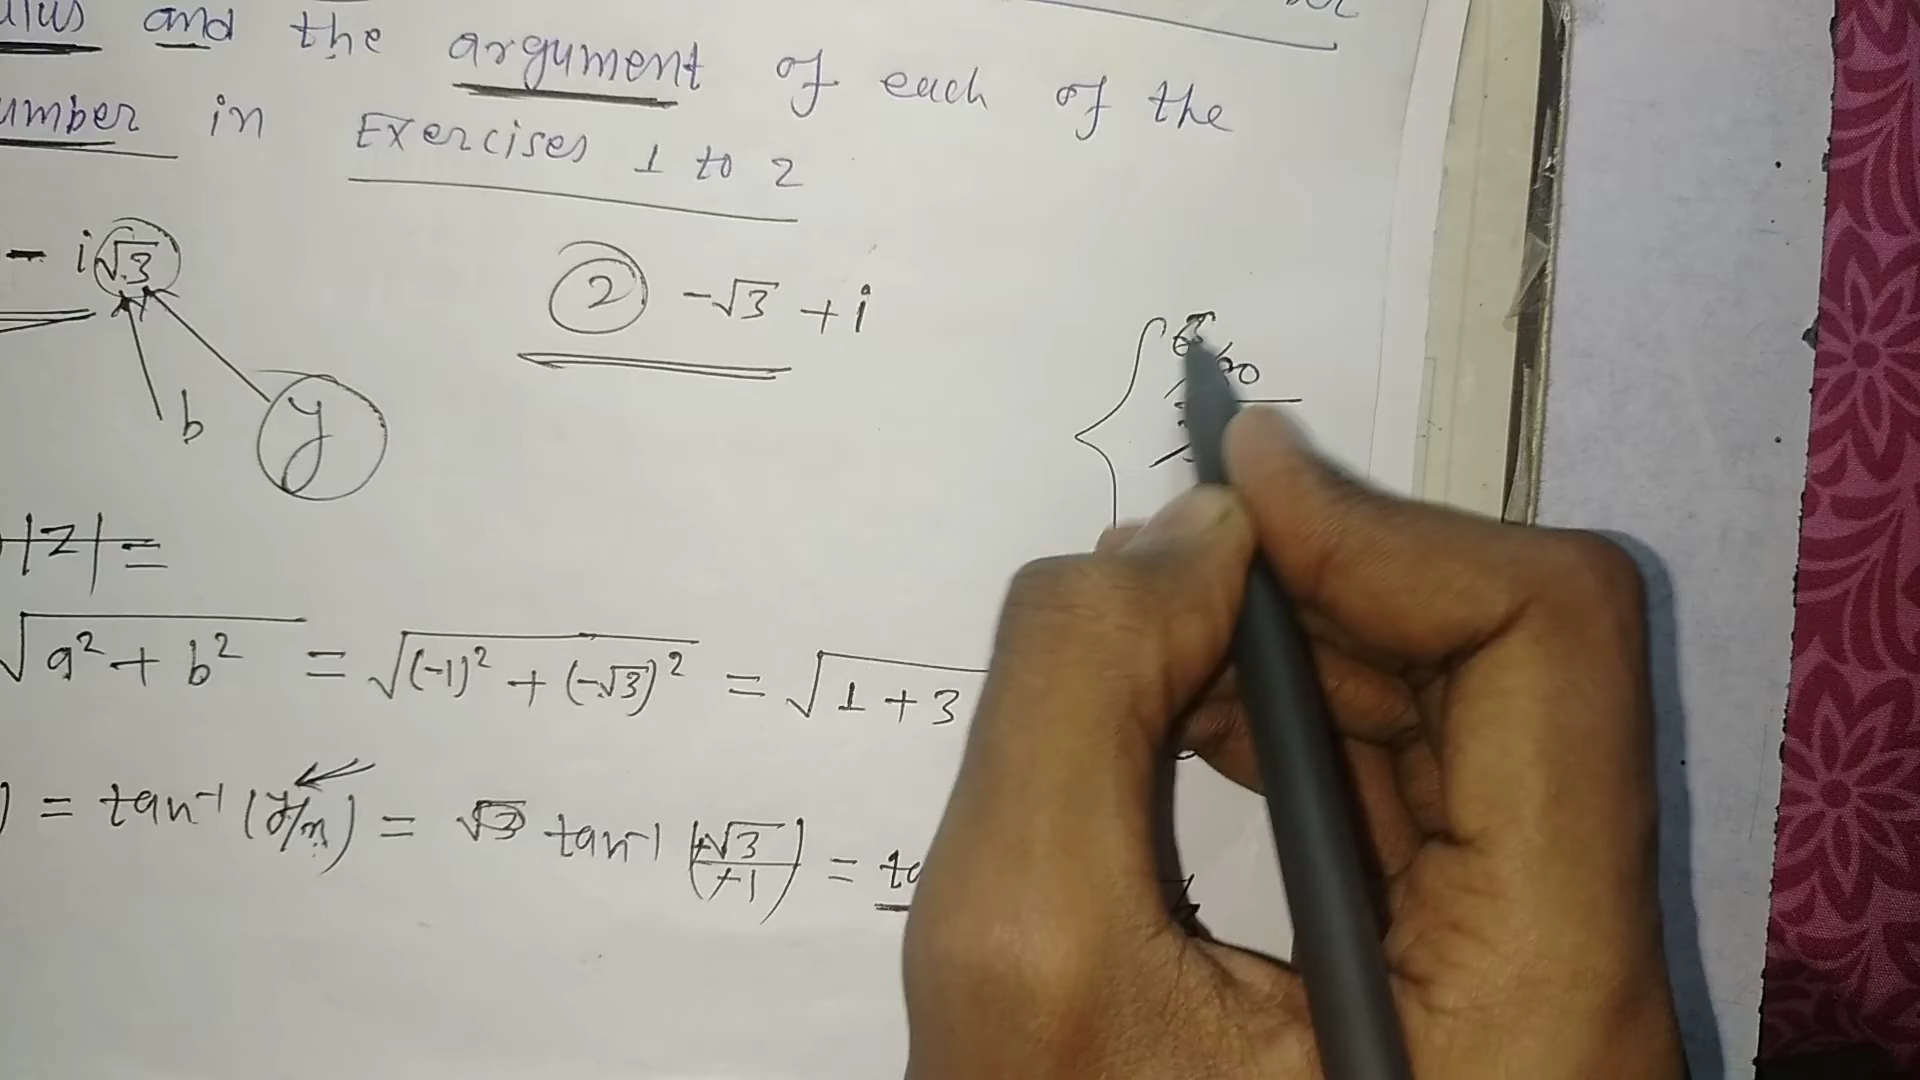 and the argument of each of the
in Exercises 1 to 2
- i√3
② -√3 + i
b y
|z| =
√a² + b² = √(-1)² + (-√3)² = √1 + 3
) = tan⁻¹ (y/x) = √3 tan⁻¹ (-√3/-1) =